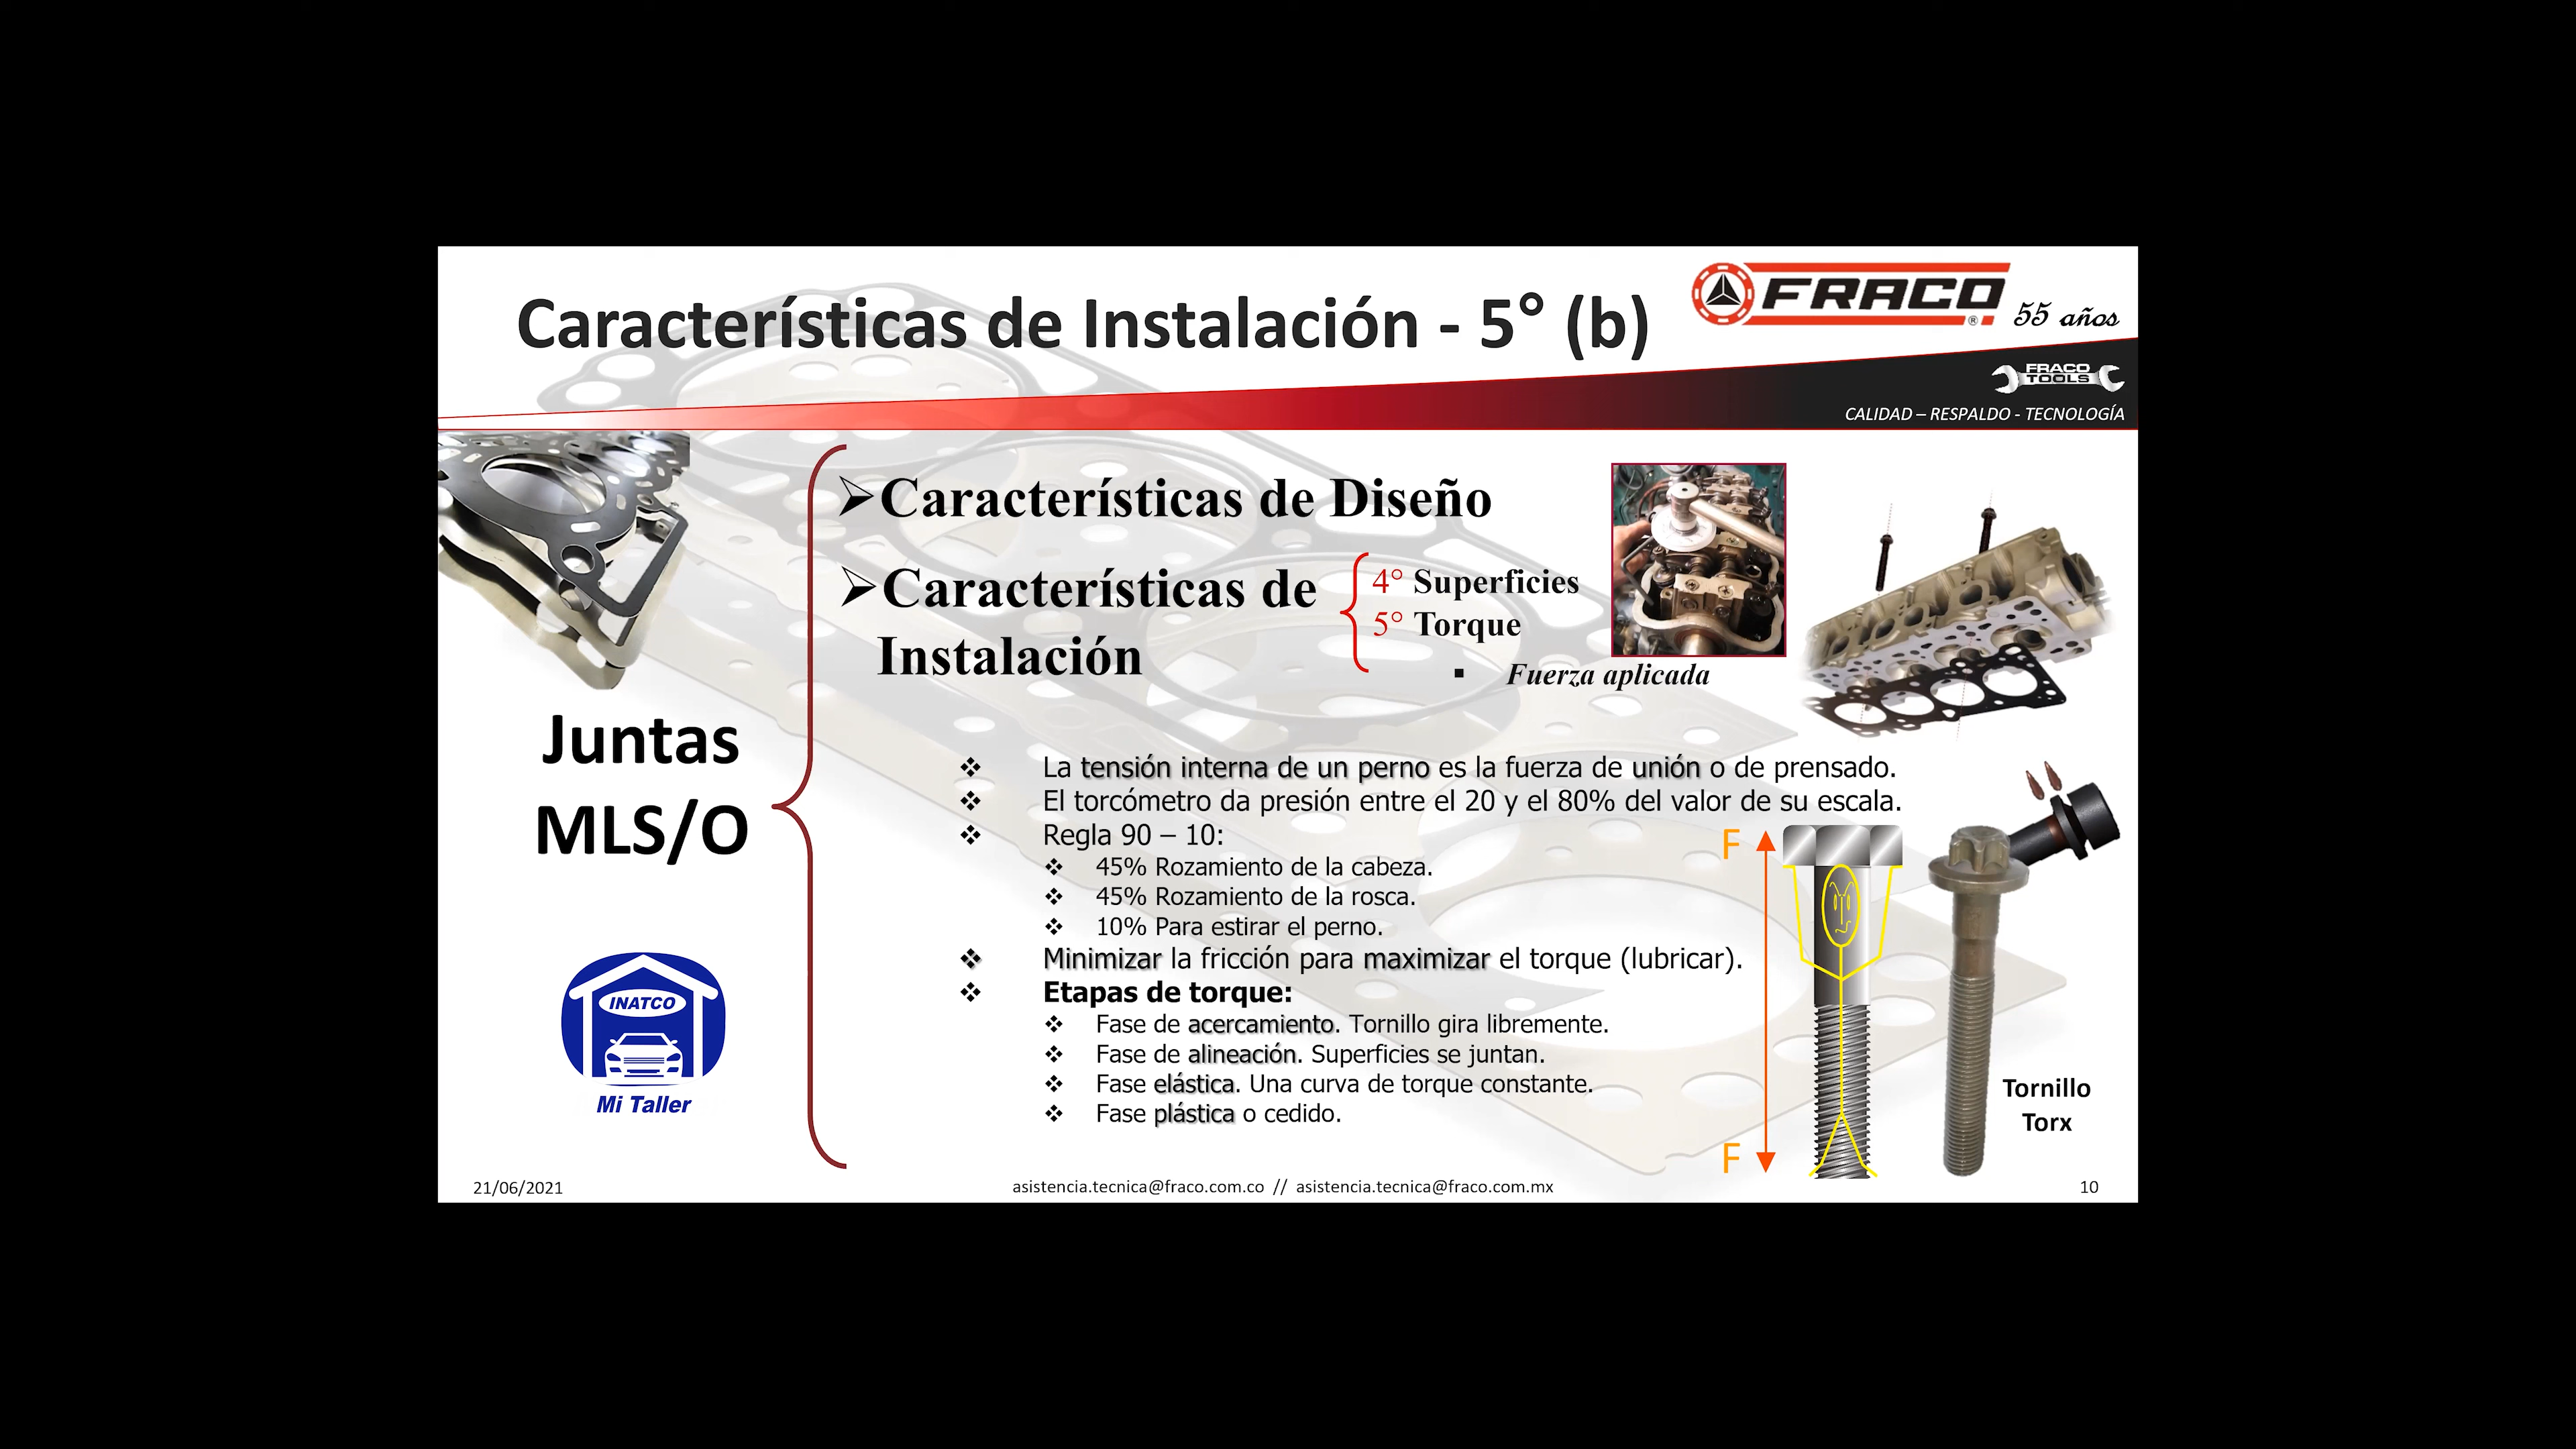 Características de Instalación - 5° (b)
FRACO
®
55 años
FRACO
TOOLS
CALIDAD – RESPALDO - TECNOLOGÍA
➢Características de Diseño
➢Características de
Instalación
4° Superficies
5° Torque
▪ Fuerza aplicada
Juntas
MLS/O
❖ La tensión interna de un perno es la fuerza de unión o de prensado.
❖ El torcómetro da presión entre el 20 y el 80% del valor de su escala.
❖ Regla 90 – 10:
❖ 45% Rozamiento de la cabeza.
❖ 45% Rozamiento de la rosca.
❖ 10% Para estirar el perno.
❖ Minimizar la fricción para maximizar el torque (lubricar).
❖ Etapas de torque:
❖ Fase de acercamiento. Tornillo gira libremente.
❖ Fase de alineación. Superficies se juntan.
❖ Fase elástica. Una curva de torque constante.
❖ Fase plástica o cedido.
F
F
Tornillo
Torx
INATCO
Mi Taller
21/06/2021
asistencia.tecnica@fraco.com.co // asistencia.tecnica@fraco.com.mx
10